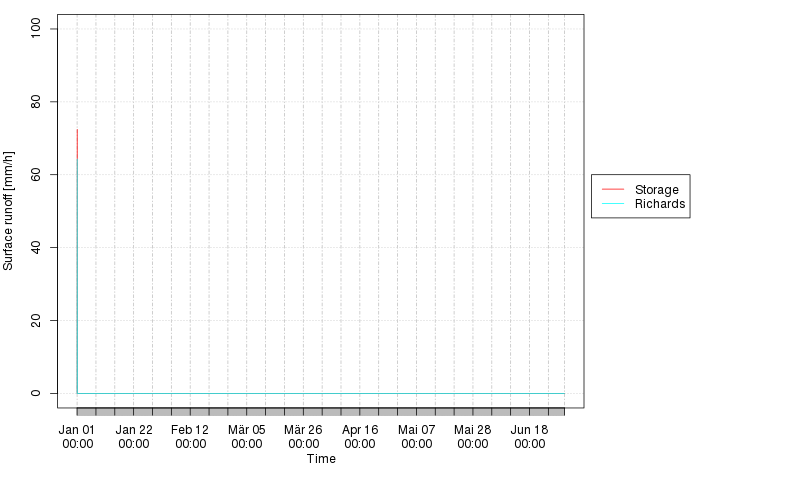 100
80
60
40
20
0
Surface runoff [mm/h]
Storage
Richards
Jan 01 Jan 22 Feb 12 Mär 05 Mär 26 Apr 16 Mai 07 Mai 28 Jun 18
00:00 00:00 00:00 00:00 00:00 00:00 00:00 00:00 00:00
Time